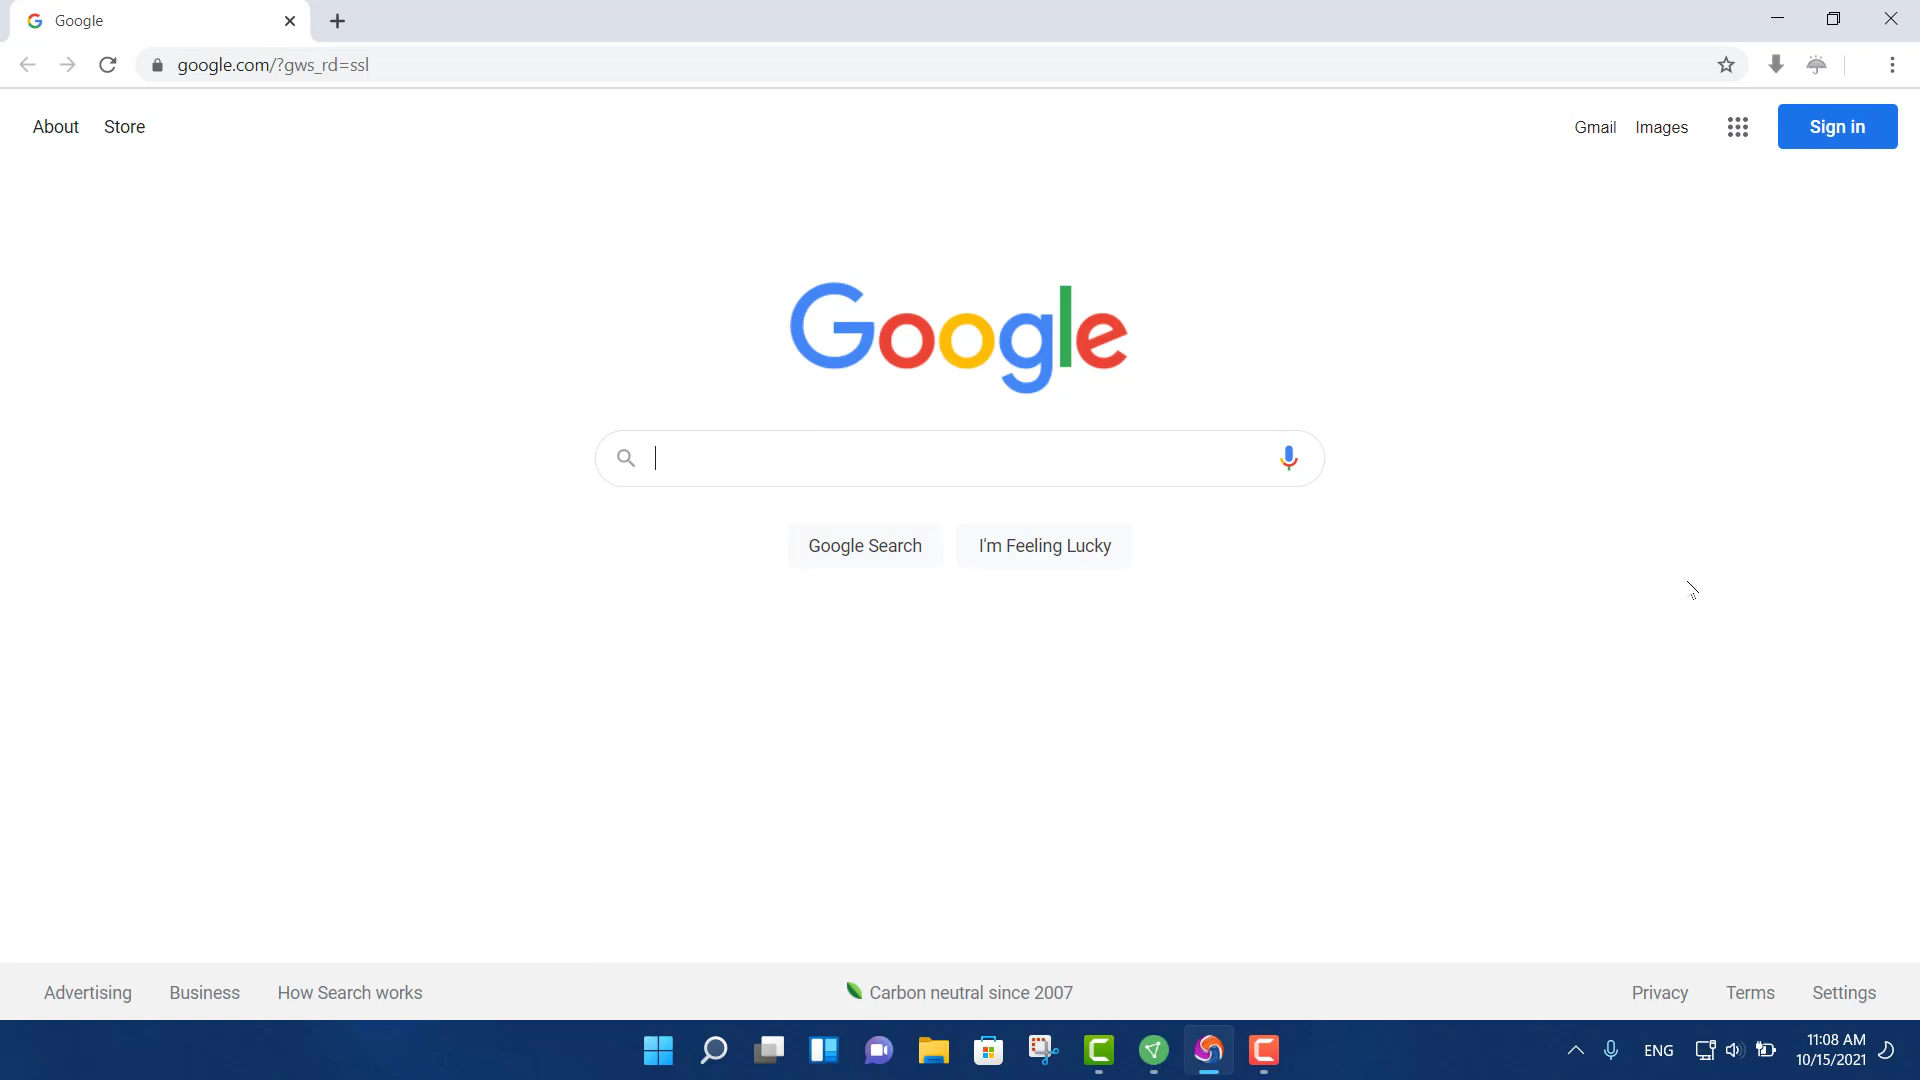 Google
google.com/?gws_rd=ssl
About Store
Gmail Images Sign in
Google
Google Search I'm Feeling Lucky
Advertising Business How Search works Carbon neutral since 2007 Privacy Terms Settings
ENG 11:08 AM
10/15/2021